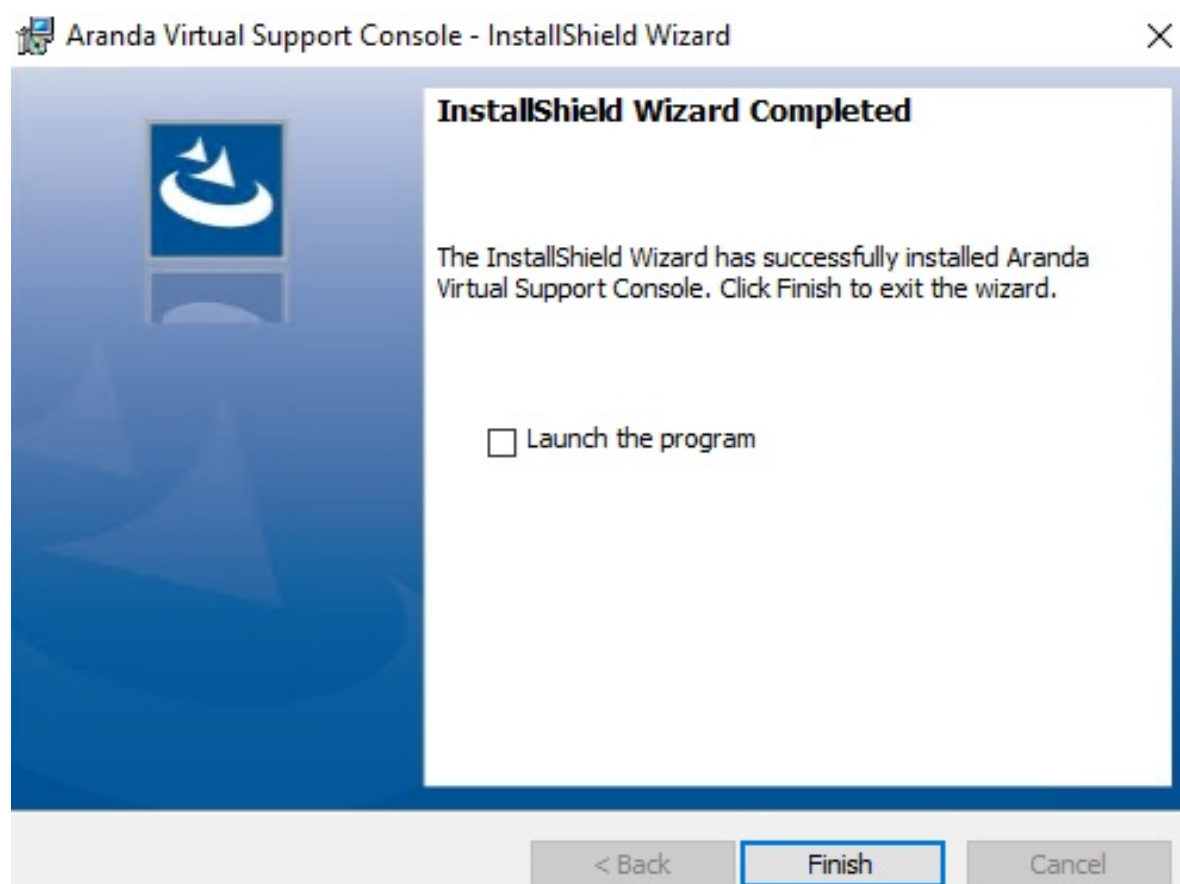 Aranda Virtual Support Console - InstallShield Wizard
InstallShield Wizard Completed
The InstallShield Wizard has successfully installed Aranda
Virtual Support Console. Click Finish to exit the wizard.
Launch the program
< Back
Finish
Cancel